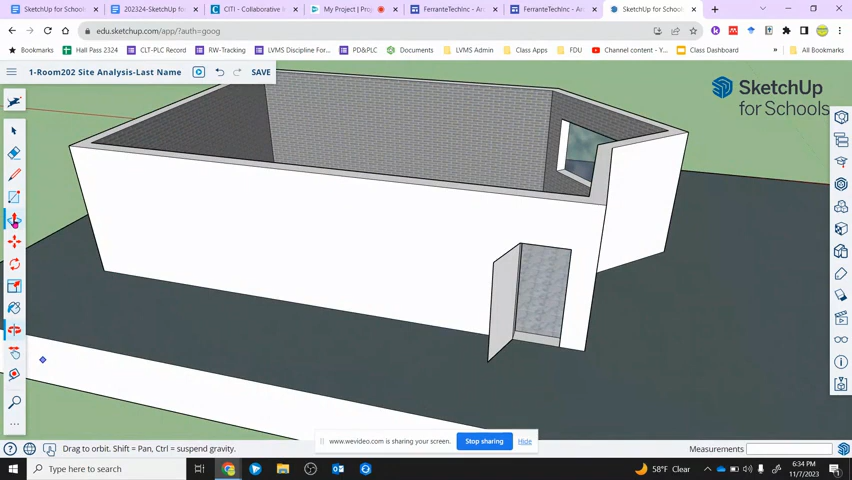 SketchUp for Schools
202324-SketchUp for
CITI - Collaborative I
My Project | Proj
FerranteTechInc - An
FerranteTechInc - An
SketchUp for Schools
edu.sketchup.com/app/?auth=goog
Bookmarks
Hall Pass 2324
CLT-PLC Record
RW-Tracking
LVMS Discipline For...
PD&PLC
Documents
LVMS Admin
Class Apps
FDU
Channel content - Y...
All Bookmarks
1-Room202 Site Analysis-Last Name
SAVE
SketchUp
for Schools
www.wevideo.com is sharing your screen.
Stop sharing
Hide
Drag to orbit. Shift = Pan, Ctrl = suspend gravity.
Measurements
Type here to search
58°F Clear
6:34 PM
11/7/2023